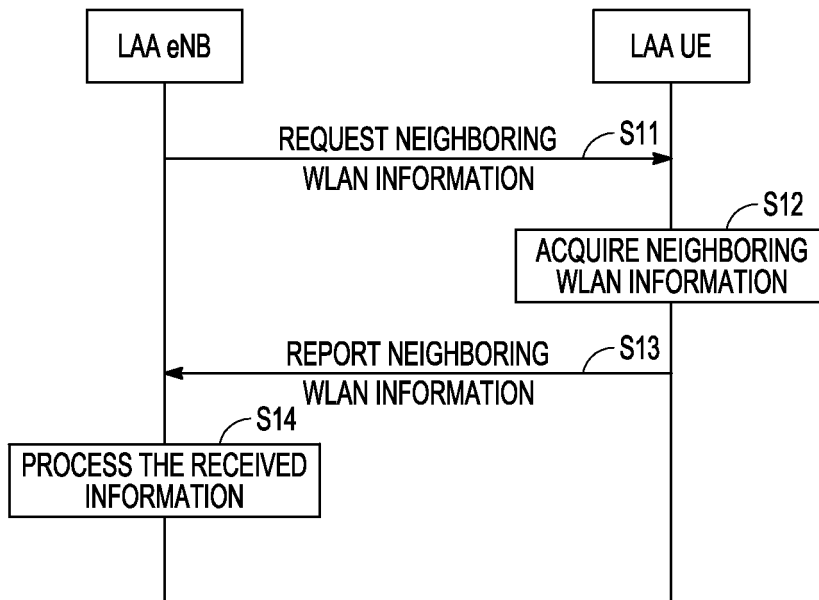 LAA eNB
LAA UE
REQUEST NEIGHBORING
WLAN INFORMATION
S11
S12
ACQUIRE NEIGHBORING
WLAN INFORMATION
REPORT NEIGHBORING
WLAN INFORMATION
S13
S14
PROCESS THE RECEIVED
INFORMATION